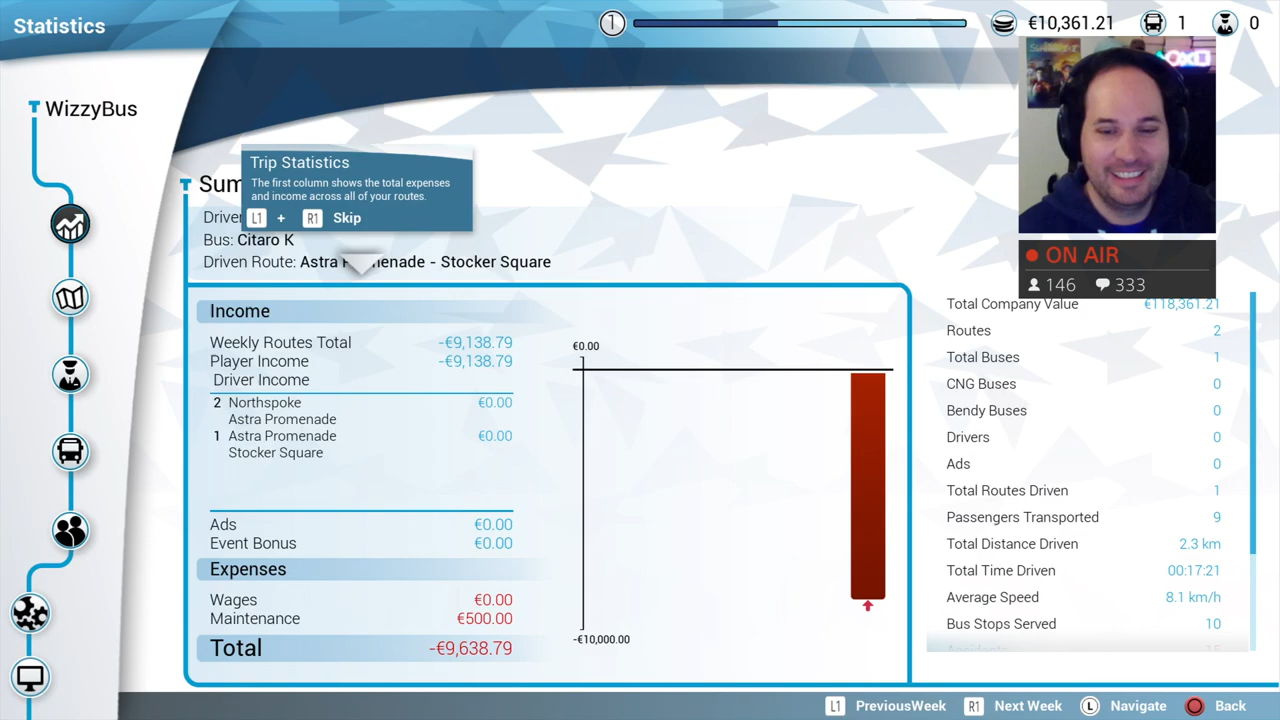 Statistics
1
€10,361.21
1
0
WizzyBus
Trip Statistics
The first column shows the total expenses
and income across all of your routes.
L1 + R1 Skip
Sum
Driver
Bus: Citaro K
Driven Route: Astra Promenade - Stocker Square
ON AIR
146 333
Income
Weekly Routes Total -€9,138.79
Player Income -€9,138.79
Driver Income
2 Northspoke €0.00
Astra Promenade
1 Astra Promenade €0.00
Stocker Square
Ads €0.00
Event Bonus €0.00
Expenses
Wages €0.00
Maintenance €500.00
Total -€9,638.79
€0.00
-€10,000.00
Total Company Value €118,361.21
Routes 2
Total Buses 1
CNG Buses 0
Bendy Buses 0
Drivers 0
Ads 0
Total Routes Driven 1
Passengers Transported 9
Total Distance Driven 2.3 km
Total Time Driven 00:17:21
Average Speed 8.1 km/h
Bus Stops Served 10
Accidents 15
L1 PreviousWeek R1 Next Week L Navigate Back